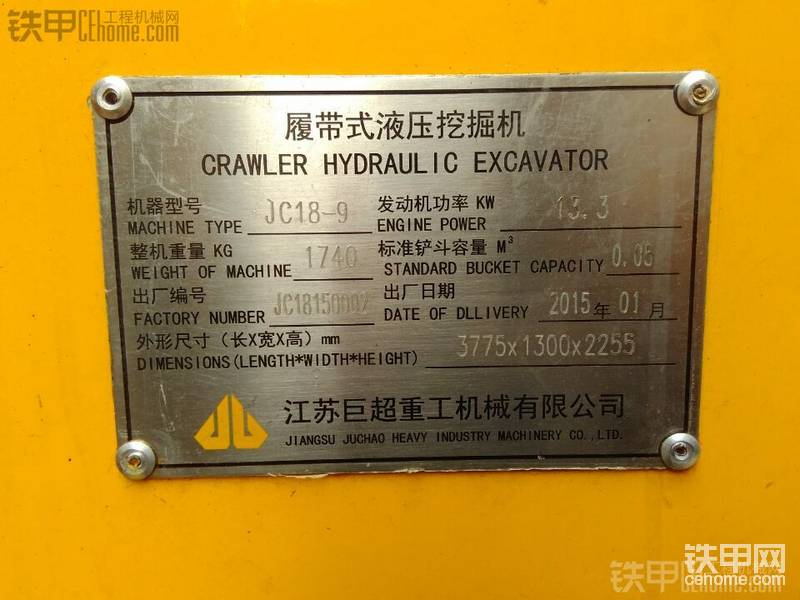 铁甲工程机械网
CEhome.com
履带式液压挖掘机
CRAWLER HYDRAULIC EXCAVATOR
机器型号 JC18-9 发动机功率 KW 13.3
MACHINE TYPE ENGINE POWER
整机重量 KG 1740 标准铲斗容量 M³
WEIGHT OF MACHINE STANDARD BUCKET CAPACITY
出厂编号 JC18150002 出厂日期 2015年01月
FACTORY NUMBER DATE OF DLLIVERY
外形尺寸(长X宽X高)mm 3775x1300x2255
DIMENSIONS(LENGTH*WIDTH*HEIGHT)
江苏巨超重工机械有限公司
JIANGSU JUCHAO HEAVY INDUSTRY MACHINERY CO.,LTD.
铁甲网
cehome.com